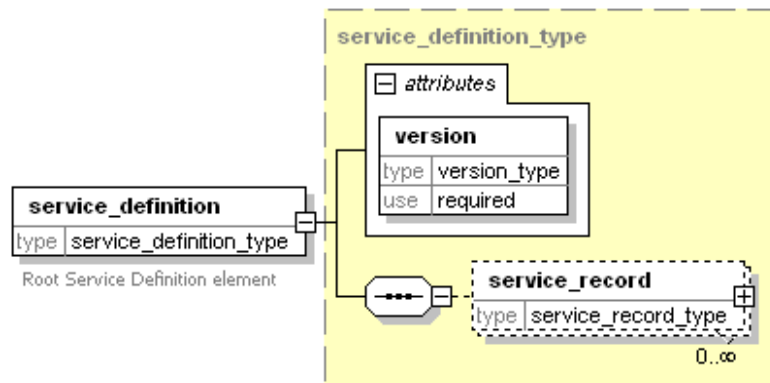 service_definition_type
attributes
version
type version_type
use required
service_definition
type service_definition_type
Root Service Definition element
service_record
type service_record_type
0..∞